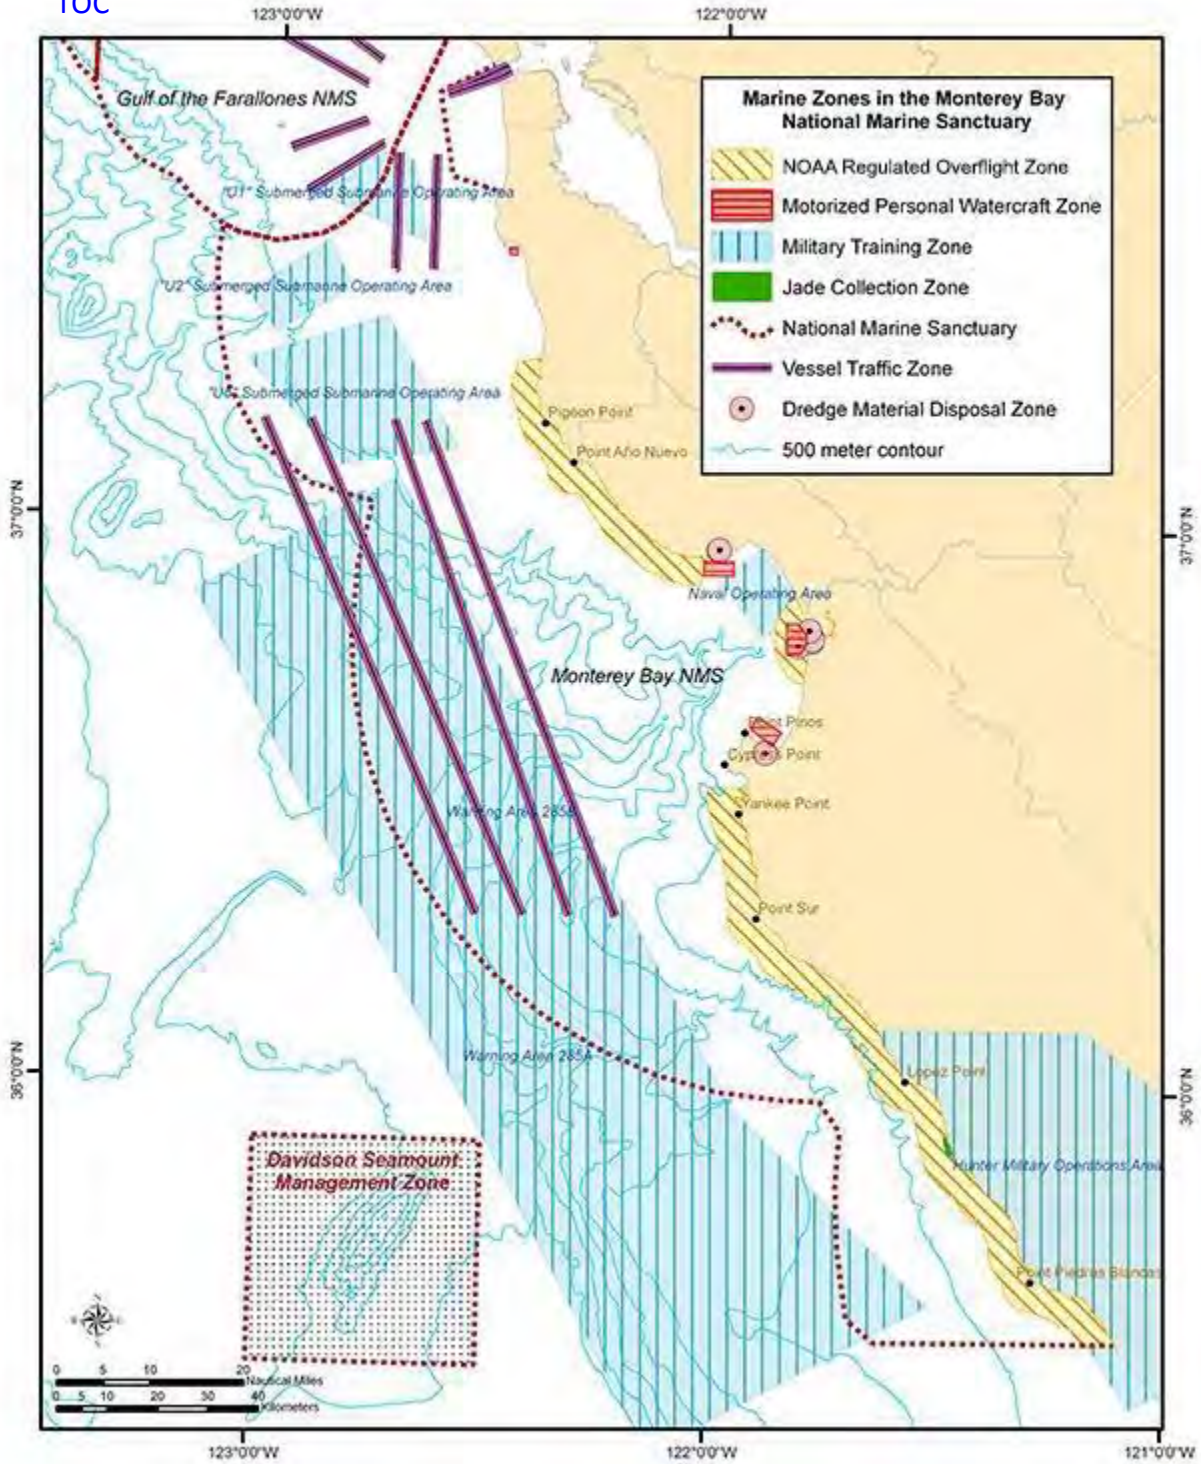 TOC
123°0'0"W
122°0'0"W
Gulf of the Farallones NMS
Marine Zones in the Monterey Bay
National Marine Sanctuary
NOAA Regulated Overflight Zone
Motorized Personal Watercraft Zone
Military Training Zone
Jade Collection Zone
National Marine Sanctuary
Vessel Traffic Zone
Dredge Material Disposal Zone
500 meter contour
"U1" Submerged Submarine Operating Area
"U2" Submerged Submarine Operating Area
Submerged Submarine Operating Area
Pigeon Point
Point Año Nuevo
37°0'0"N
37°0'0"N
Naval Operating Area
Monterey Bay NMS
Point Pinos
Cypress Point
Yankee Point
Warning Area 285B
Point Sur
Warning Area 285A
36°0'0"N
Lopez Point
36°0'0"N
Davidson Seamount
Management Zone
Hunter Military Operations Area
Point Piedras Blancas
0 5 10 20
Nautical Miles
0 5 10 20 30 40
Kilometers
123°0'0"W
122°0'0"W
121°0'0"W